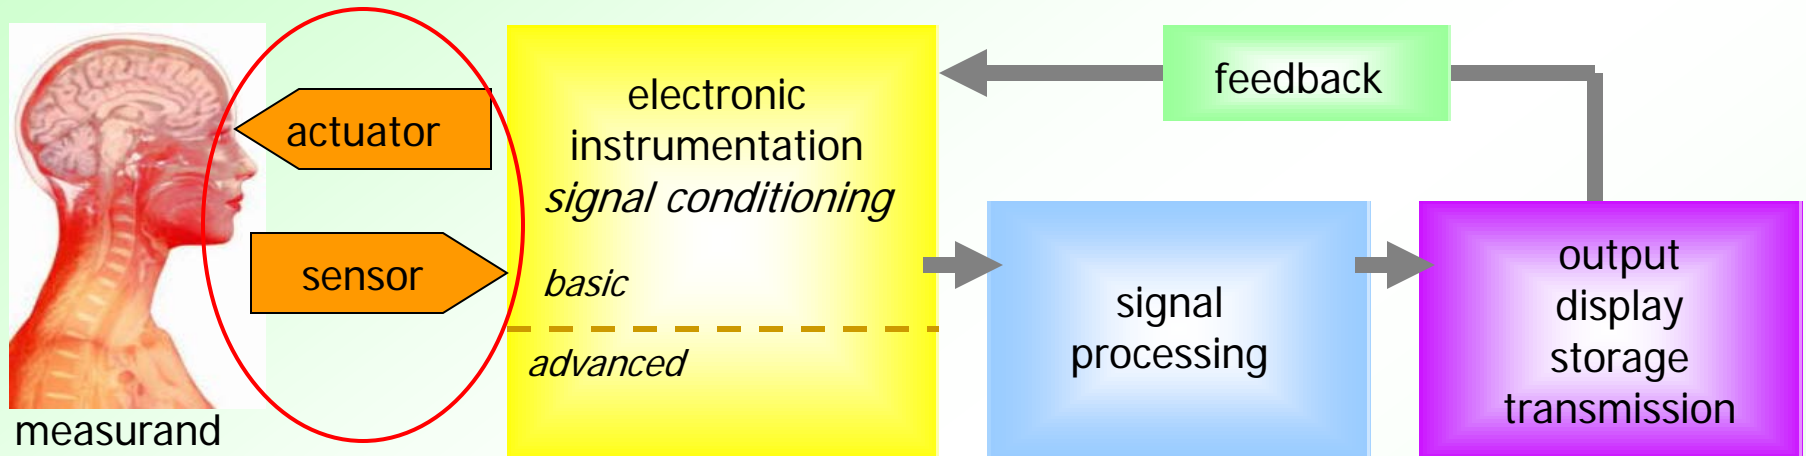 measurand
actuator
sensor
electronic
instrumentation
signal conditioning
basic
advanced
feedback
signal
processing
output
display
storage
transmission